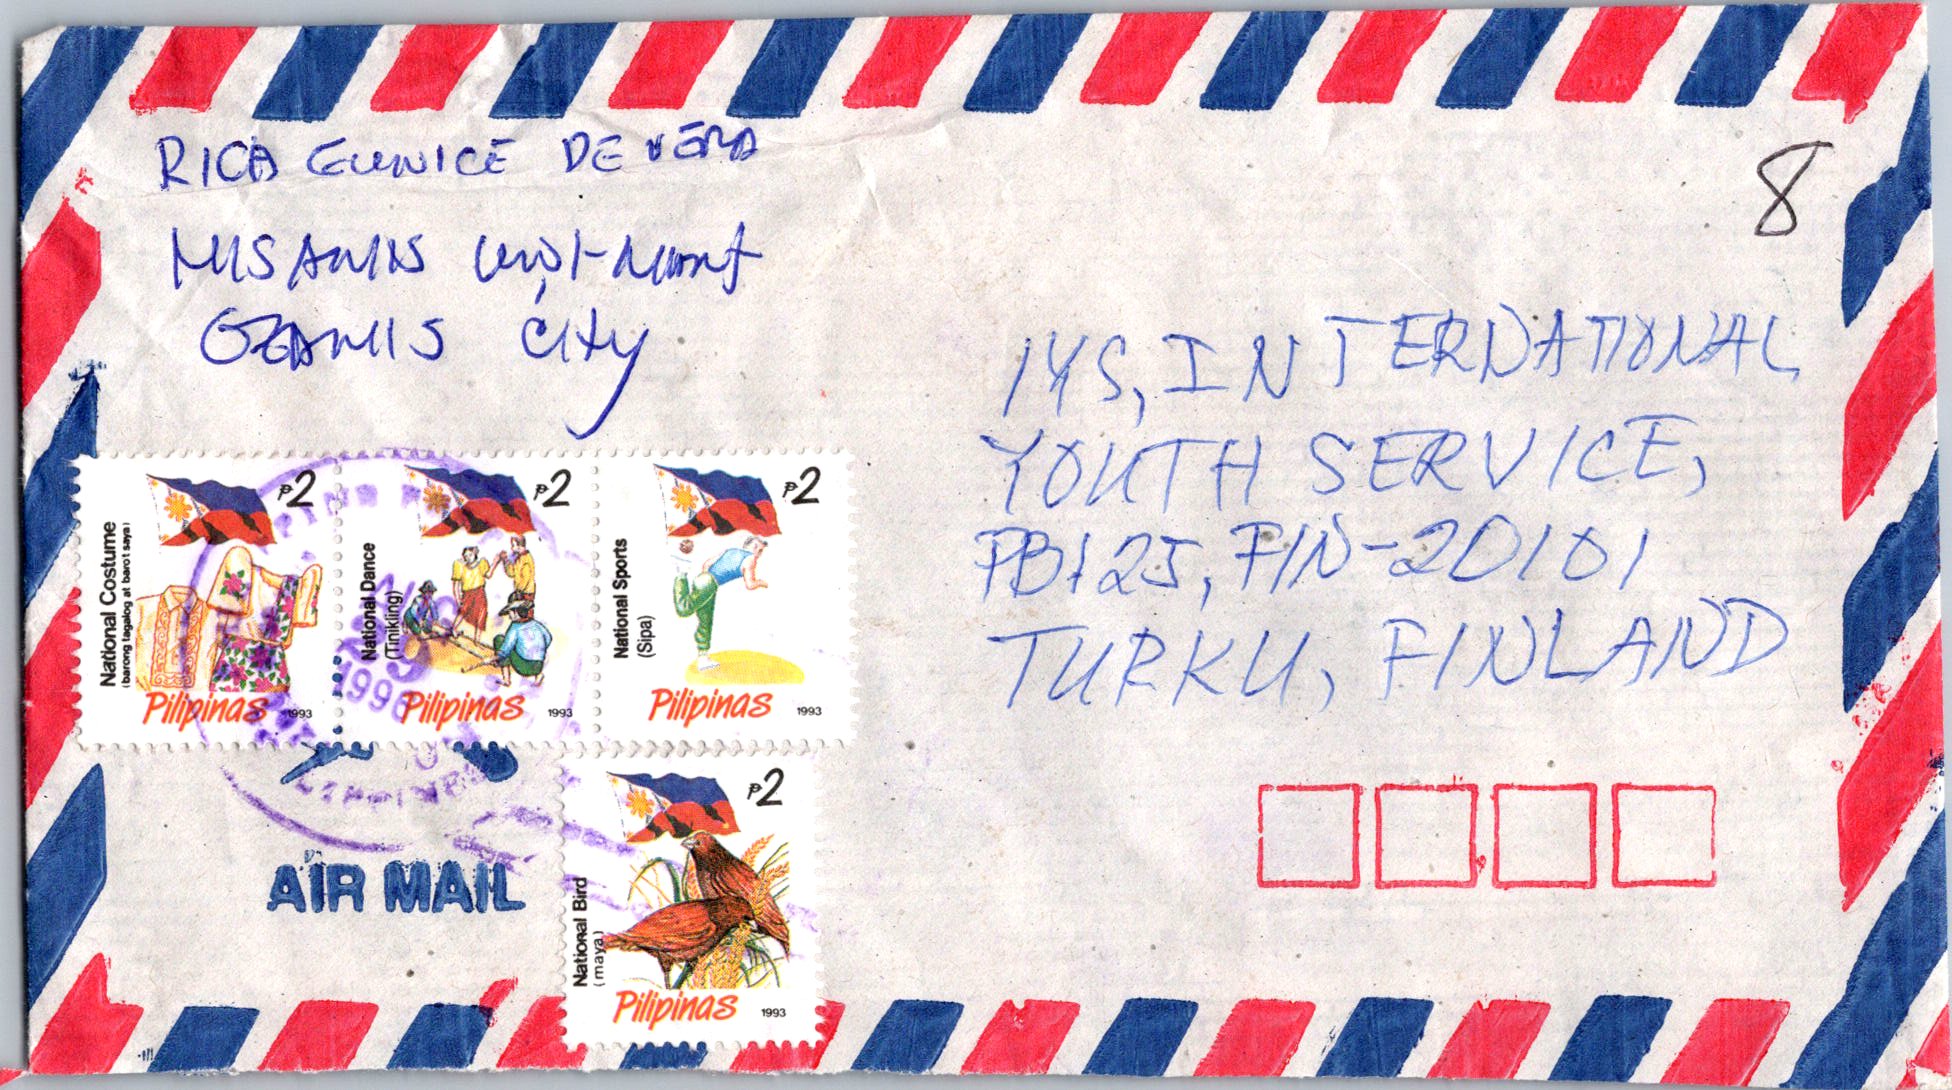 RICA EUNICE DE VERA
MISAMIS
OZAMIS City
8
IYS, INTERNATIONAL
YOUTH SERVICE,
PB125, FIN-20101
TURKU, FINLAND
₱2
National Costume
(barong tagalog at baro't saya)
Pilipinas 1993
₱2
National Dance
(Tinikling)
Pilipinas 1993
₱2
National Sports
(Sipa)
Pilipinas 1993
₱2
National Bird
(maya)
Pilipinas 1993
AIR MAIL